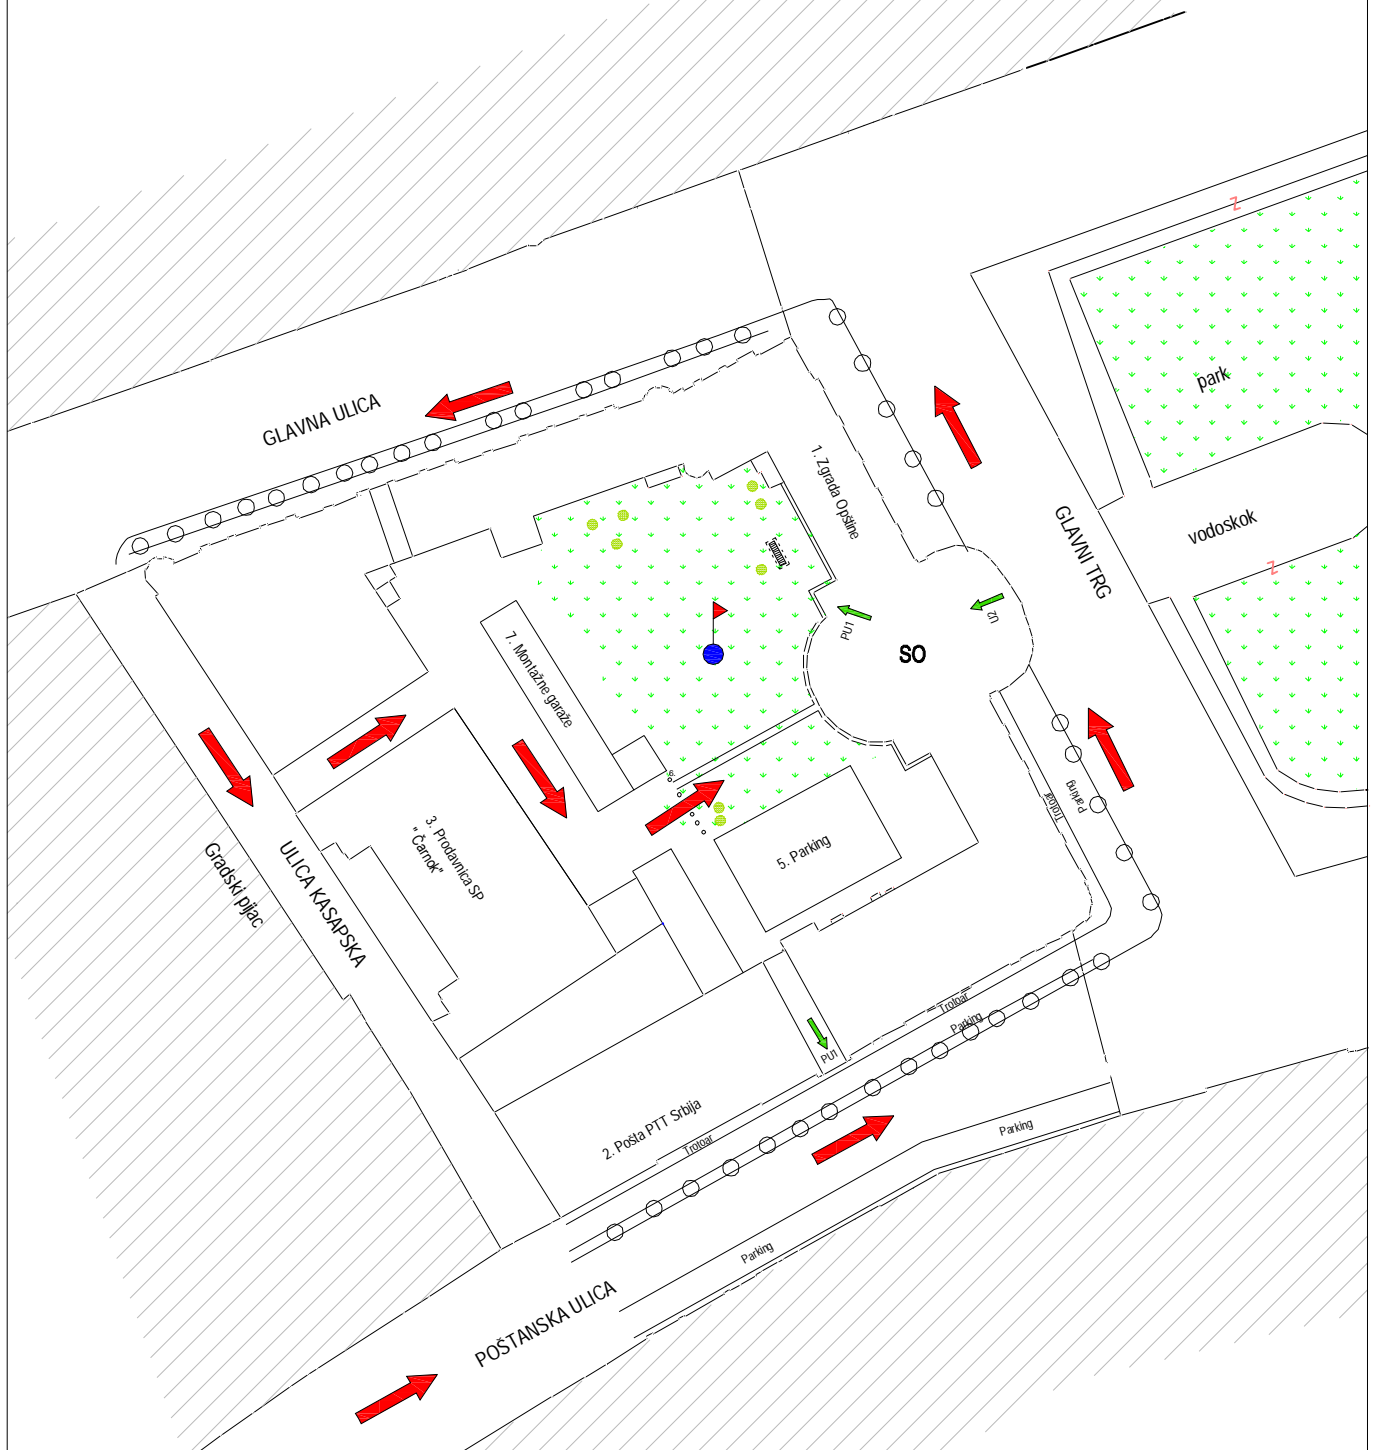 Z
park
GLAVNA ULICA
1. Zgrada Opštine
vodoskok
GLAVNI TRG
Z
PU1
U2
SO
7. Montažne garaže
6.
Trotoar
Parking
3. Prodavnica SP
" Čarnok"
5. Parking
Gradski pijac
ULICA KASAPSKA
Trotoar
Parking
PU1
2. Pošta PTT Srbija
Trotoar
Parking
Parking
POŠTANSKA ULICA